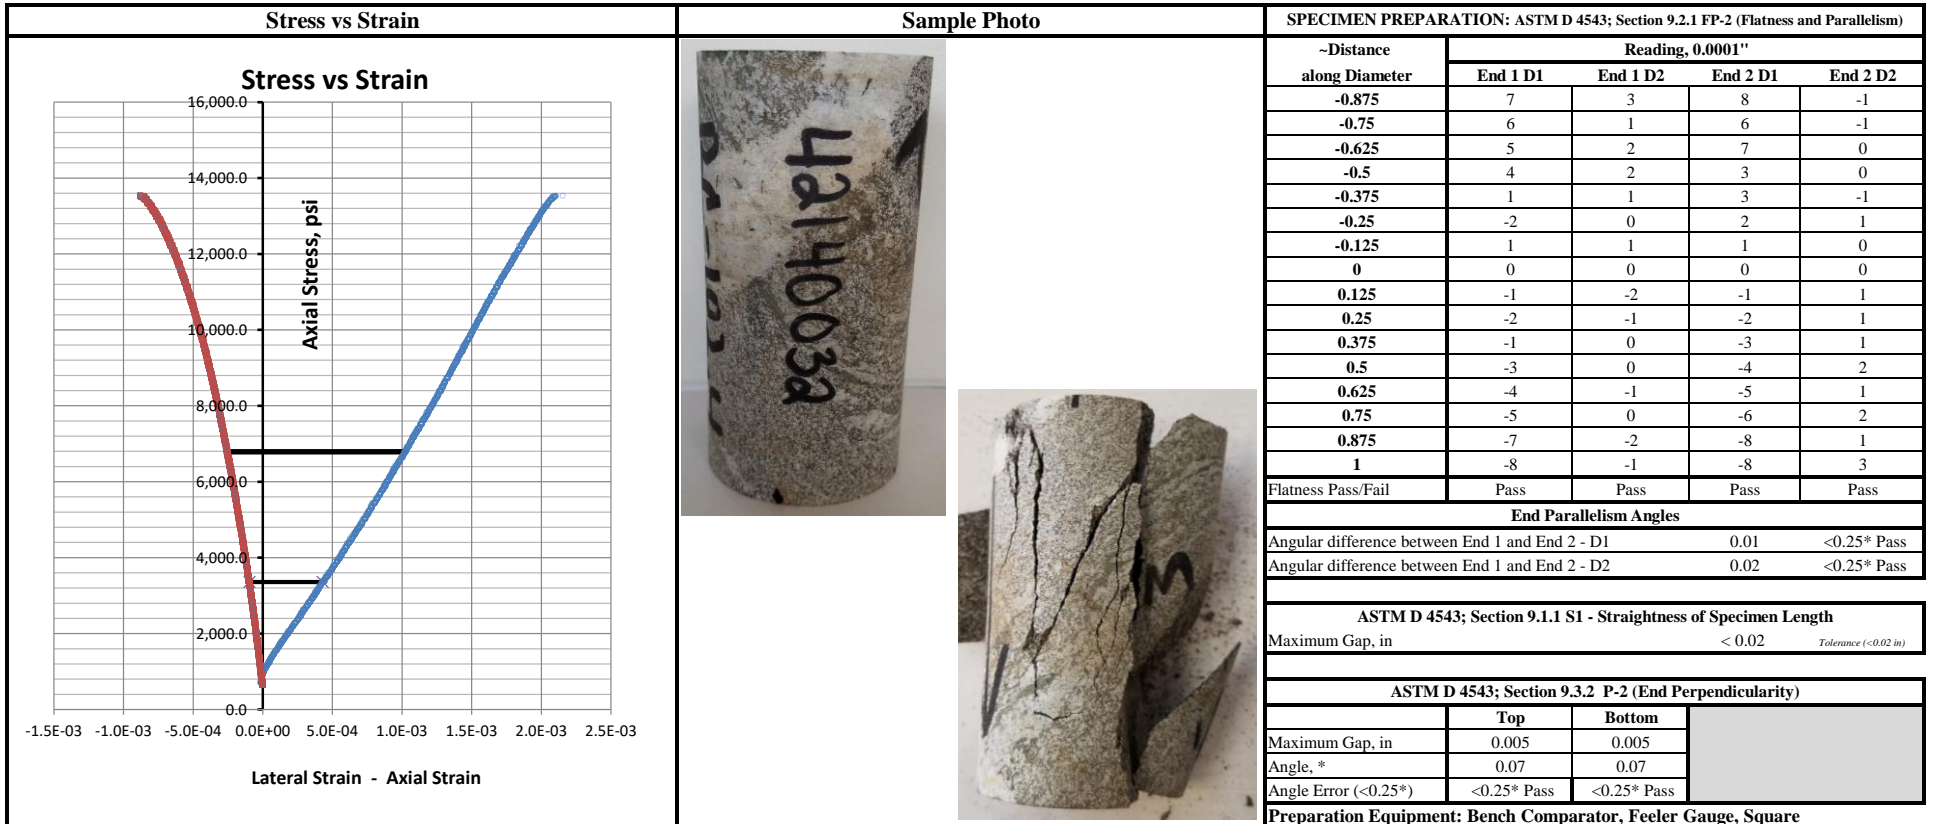 Stress vs Strain
Stress vs Strain
16,000.0
14,000.0
12,000.0
10,000.0
8,000.0
6,000.0
4,000.0
2,000.0
0.0
Axial Stress, psi
-1.5E-03 -1.0E-03 -5.0E-04 0.0E+00 5.0E-04 1.0E-03 1.5E-03 2.0E-03 2.5E-03
Lateral Strain - Axial Strain
Sample Photo
42140032
3
SPECIMEN PREPARATION: ASTM D 4543; Section 9.2.1 FP-2 (Flatness and Parallelism)
~Distance Reading, 0.0001"
along Diameter End 1 D1 End 1 D2 End 2 D1 End 2 D2
-0.875 7 3 8 -1
-0.75 6 1 6 -1
-0.625 5 2 7 0
-0.5 4 2 3 0
-0.375 1 1 3 -1
-0.25 -2 0 2 1
-0.125 1 1 1 0
0 0 0 0 0
0.125 -1 -2 -1 1
0.25 -2 -1 -2 1
0.375 -1 0 -3 1
0.5 -3 0 -4 2
0.625 -4 -1 -5 1
0.75 -5 0 -6 2
0.875 -7 -2 -8 1
1 -8 -1 -8 3
Flatness Pass/Fail Pass Pass Pass Pass
End Parallelism Angles
Angular difference between End 1 and End 2 - D1 0.01 <0.25* Pass
Angular difference between End 1 and End 2 - D2 0.02 <0.25* Pass
ASTM D 4543; Section 9.1.1 S1 - Straightness of Specimen Length
Maximum Gap, in < 0.02 Tolerance (<0.02 in)
ASTM D 4543; Section 9.3.2 P-2 (End Perpendicularity)
Top Bottom
Maximum Gap, in 0.005 0.005
Angle, * 0.07 0.07
Angle Error (<0.25*) <0.25* Pass <0.25* Pass
Preparation Equipment: Bench Comparator, Feeler Gauge, Square